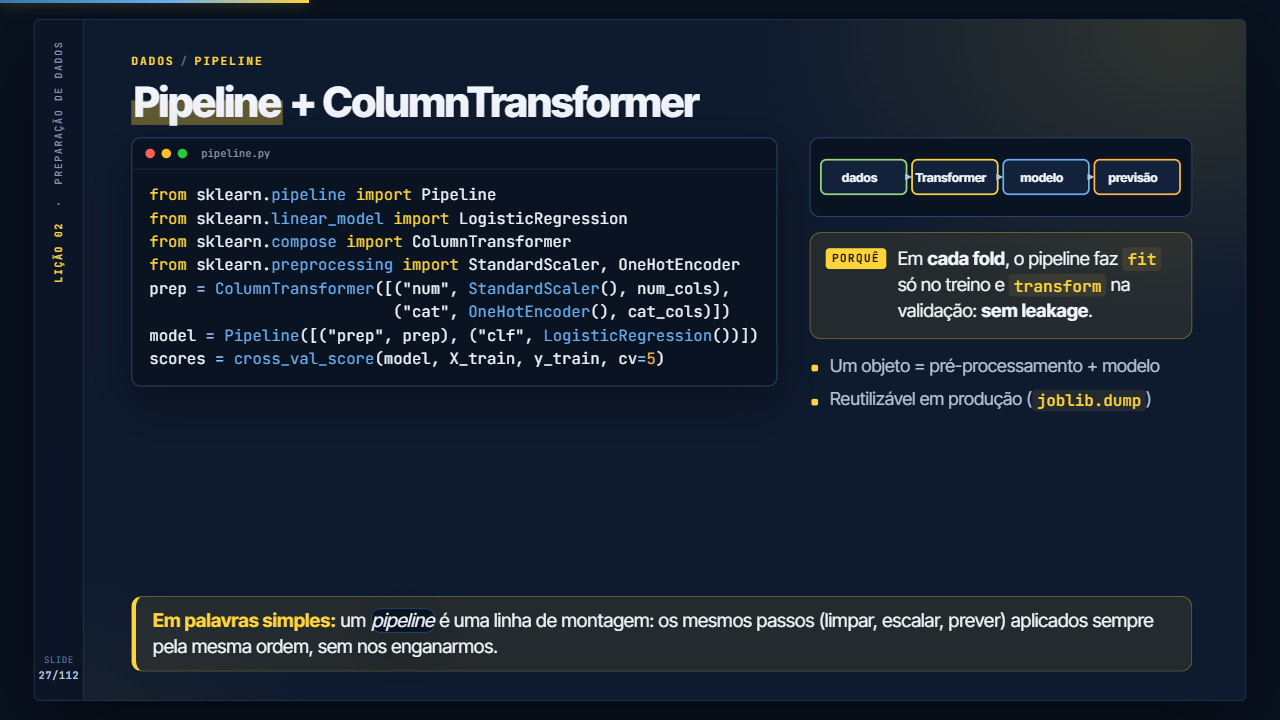 LIÇÃO 02 · PREPARAÇÃO DE DADOS
SLIDE
27/112
DADOS / PIPELINE
Pipeline + ColumnTransformer
pipeline.py
from sklearn.pipeline import Pipeline
from sklearn.linear_model import LogisticRegression
from sklearn.compose import ColumnTransformer
from sklearn.preprocessing import StandardScaler, OneHotEncoder
prep = ColumnTransformer([("num", StandardScaler(), num_cols),
("cat", OneHotEncoder(), cat_cols)])
model = Pipeline([("prep", prep), ("clf", LogisticRegression())])
scores = cross_val_score(model, X_train, y_train, cv=5)
dados Transformer modelo previsão
PORQUÊ Em cada fold, o pipeline faz fit
só no treino e transform na
validação: sem leakage.
Um objeto = pré-processamento + modelo
Reutilizável em produção (joblib.dump)
Em palavras simples: um pipeline é uma linha de montagem: os mesmos passos (limpar, escalar, prever) aplicados sempre
pela mesma ordem, sem nos enganarmos.